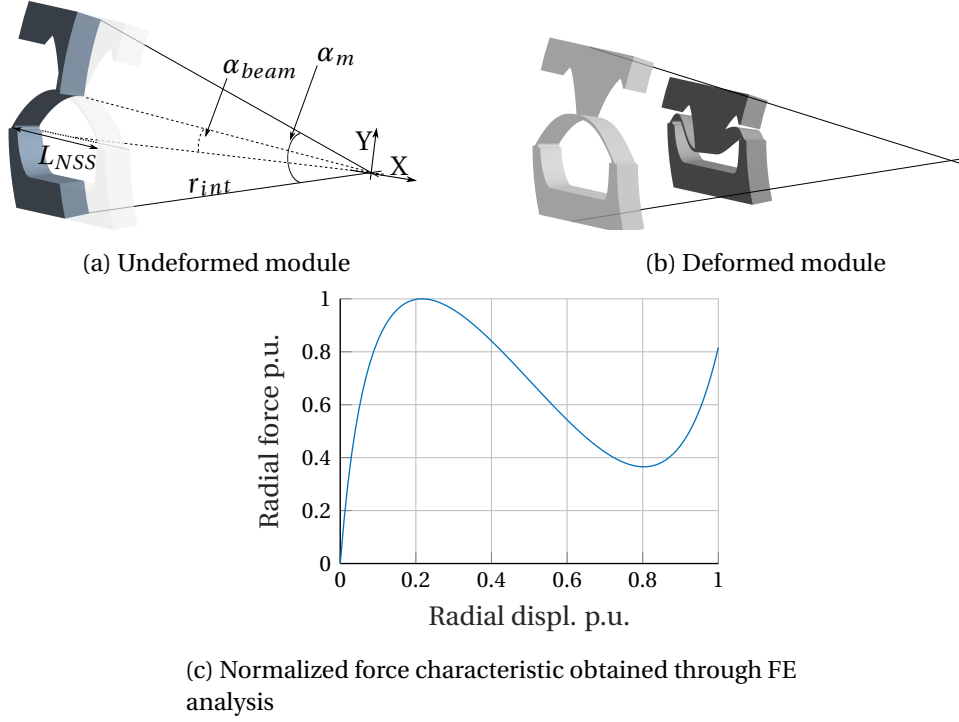 α_beam
α_m
Y
X
L_NSS
r_int
(a) Undeformed module
(b) Deformed module
1
0.8
0.6
0.4
0.2
0
Radial force p.u.
0 0.2 0.4 0.6 0.8 1
Radial displ. p.u.
(c) Normalized force characteristic obtained through FE
analysis